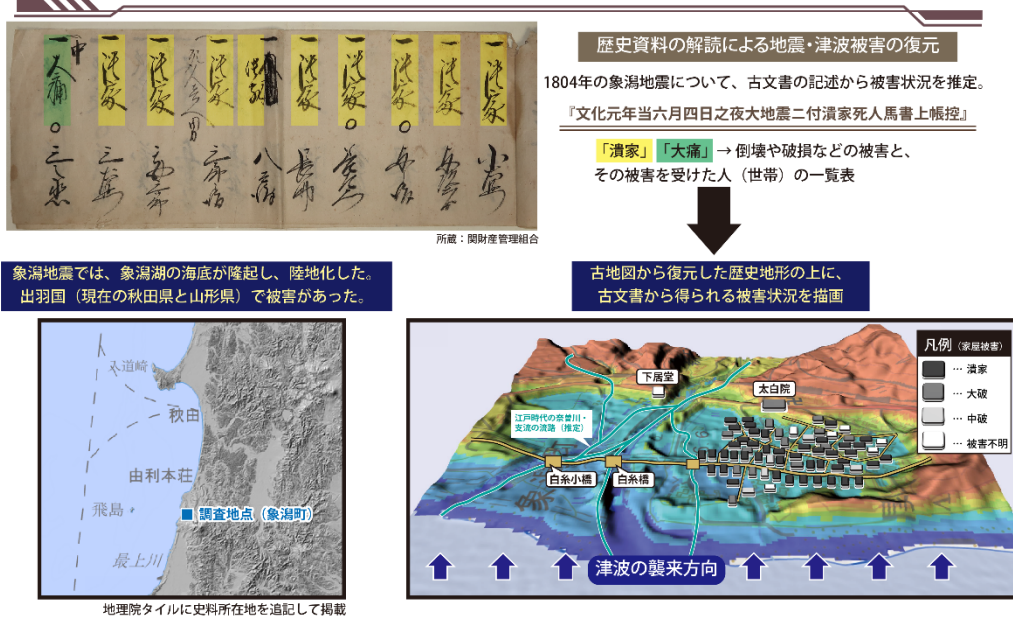 歴史資料の解読による地震・津波被害の復元
1804年の象潟地震について、古文書の記述から被害状況を推定。
『文化元年当六月四日之夜大地震ニ付潰家死人馬書上帳控』
「潰家」「大痛」→ 倒壊や破損などの被害と、
その被害を受けた人（世帯）の一覧表
一 潰家 小
一 潰家
一 潰家
一 潰家
一 潰家
一 潰家 八
一 潰家
一 潰家
一 潰家
中
一 大痛
所蔵：関財産管理組合
象潟地震では、象潟湖の海底が隆起し、陸地化した。
出羽国（現在の秋田県と山形県）で被害があった。
入道崎
秋田
由利本荘
飛島
調査地点（象潟町）
最上川
地理院タイルに史料所在地を追記して掲載
古地図から復元した歴史地形の上に、
古文書から得られる被害状況を描画
凡例（家屋被害）
… 潰家
… 大破
… 中破
… 被害不明
下居堂
太白院
江戸時代の奈曽川・
支流の流路（推定）
白糸小橋
白糸橋
象
津波の襲来方向